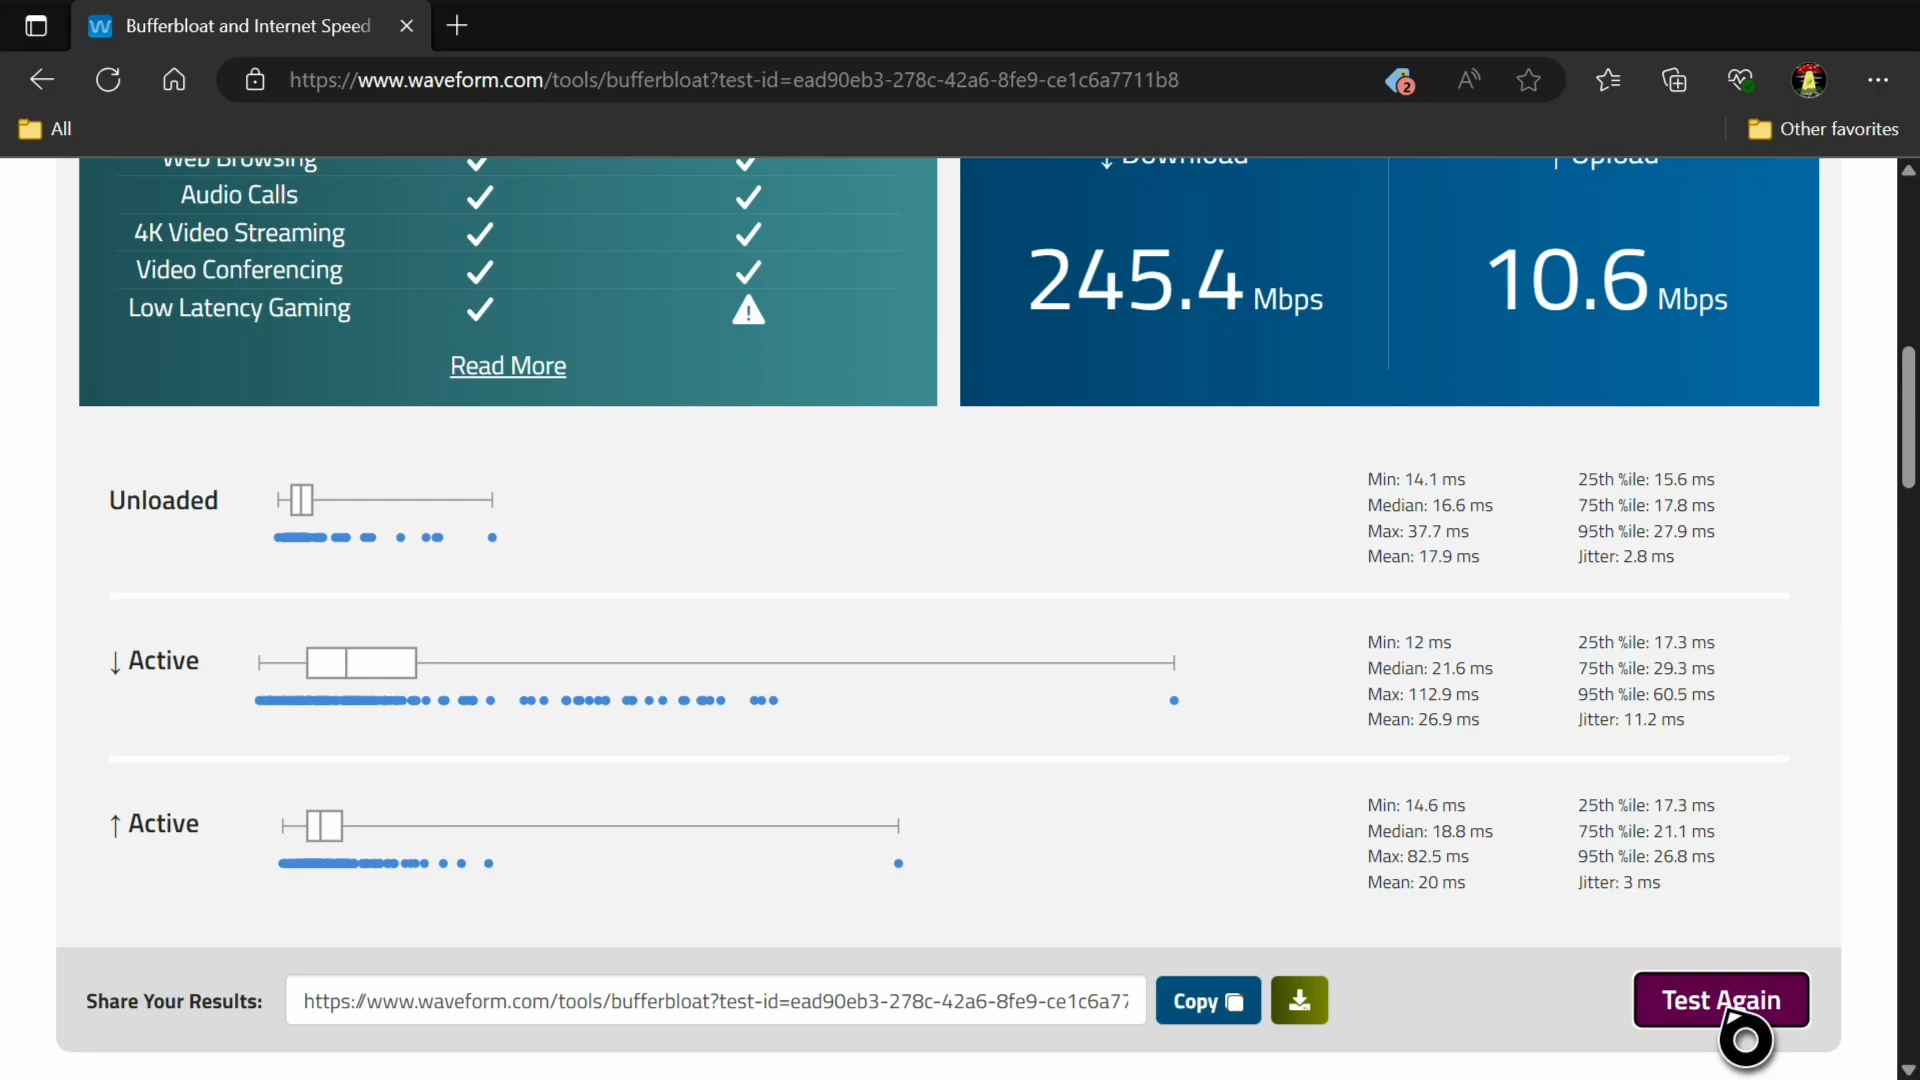 Bufferbloat and Internet Speed
https://www.waveform.com/tools/bufferbloat?test-id=ead90eb3-278c-42a6-8fe9-ce1c6a7711b8
2
All
Other favorites
Web Browsing
Audio Calls
4K Video Streaming
Video Conferencing
Low Latency Gaming
Read More
↓ Download
↑ Upload
245.4 Mbps
10.6 Mbps
Unloaded
Min: 14.1 ms
Median: 16.6 ms
Max: 37.7 ms
Mean: 17.9 ms
25th %ile: 15.6 ms
75th %ile: 17.8 ms
95th %ile: 27.9 ms
Jitter: 2.8 ms
↓ Active
Min: 12 ms
Median: 21.6 ms
Max: 112.9 ms
Mean: 26.9 ms
25th %ile: 17.3 ms
75th %ile: 29.3 ms
95th %ile: 60.5 ms
Jitter: 11.2 ms
↑ Active
Min: 14.6 ms
Median: 18.8 ms
Max: 82.5 ms
Mean: 20 ms
25th %ile: 17.3 ms
75th %ile: 21.1 ms
95th %ile: 26.8 ms
Jitter: 3 ms
Share Your Results:
https://www.waveform.com/tools/bufferbloat?test-id=ead90eb3-278c-42a6-8fe9-ce1c6a77
Copy
Test Again